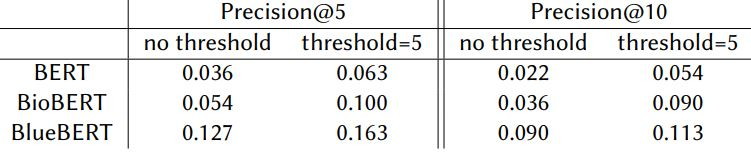 Precision@5 Precision@10
no threshold threshold=5 no threshold threshold=5
BERT 0.036 0.063 0.022 0.054
BioBERT 0.054 0.100 0.036 0.090
BlueBERT 0.127 0.163 0.090 0.113